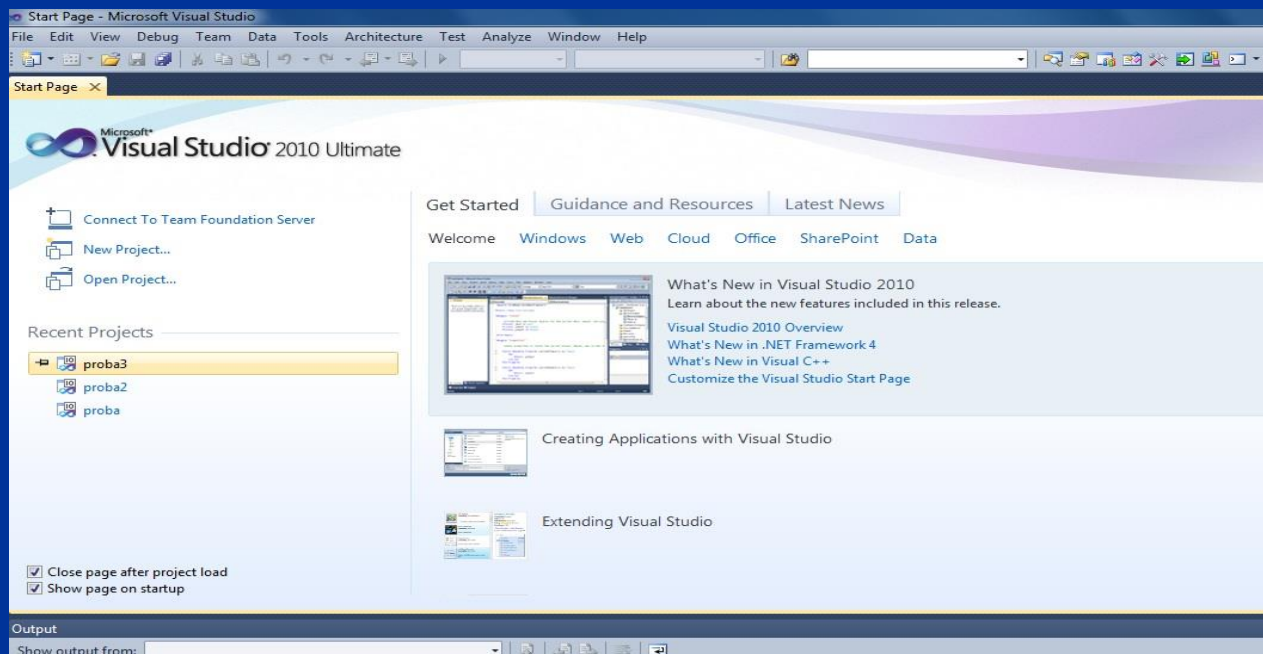 Start Page - Microsoft Visual Studio
File Edit View Debug Team Data Tools Architecture Test Analyze Window Help
Start Page
Microsoft
Visual Studio 2010 Ultimate
Connect To Team Foundation Server
New Project...
Open Project...
Recent Projects
proba3
proba2
proba
Close page after project load
Show page on startup
Get Started Guidance and Resources Latest News
Welcome Windows Web Cloud Office SharePoint Data
What's New in Visual Studio 2010
Learn about the new features included in this release.
Visual Studio 2010 Overview
What's New in .NET Framework 4
What's New in Visual C++
Customize the Visual Studio Start Page
Creating Applications with Visual Studio
Extending Visual Studio
Output
Show output from: